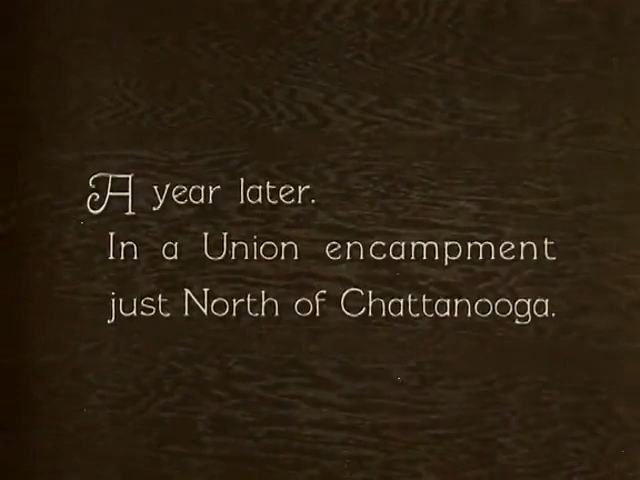 A year later.
In a Union encampment
just North of Chattanooga.